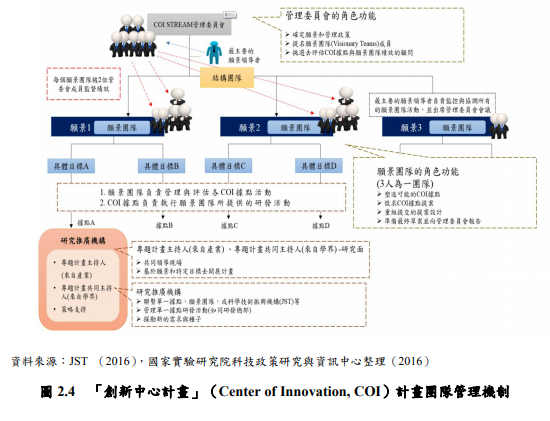 COI STREAM管理委員會
管理委員會的角色功能
➢ 確定願景和管理政策
➢ 提名願景團隊(Visionary Teams)成員
➢ 挑選去評估COI據點與願景團隊績效的顧問
最主要的
願景領導者
每個願景團隊被2位管
委會成員監督績效
結構團隊
最主要的願景領導者負責監控與協調所有
的願景團隊活動，並出席管理委員會會議
願景1
願景團隊
願景2
願景團隊
願景3
願景團隊
具體目標A
具體目標B
具體目標C
具體目標D
願景團隊的角色功能
(3人為一團隊)
➢ 塑造可能的COI據點
➢ 徵求COI據點提案
➢ 重組提交的提案設計
➢ 準備最終草案並向管理委員會報告
1.願景團隊負責管理與評估各COI據點活動
2.COI據點負責執行願景團隊所提供的研發活動
據點A
據點B
據點C
據點D
研究推廣機構
• 專題計畫主持人
(來自產業)
• 專題計畫共同主持
人(來自學界)
• 策略支持
專題計畫主持人(來自產業)、專題計畫共同主持人(來自學界)-研究面
➢ 共同領導現場
➢ 基於願景和特定目標去開展計畫
研究推廣機構
➢ 聯繫單一據點，願景團隊，或科學技術振興機構(JST)等
➢ 管理單一據點研發活動(如同研發總部)
➢ 探勘新的需求與種子
資料來源：JST （2016），國家實驗研究院科技政策研究與資訊中心整理（2016）
圖 2.4 「創新中心計畫」（Center of Innovation, COI）計畫團隊管理機制